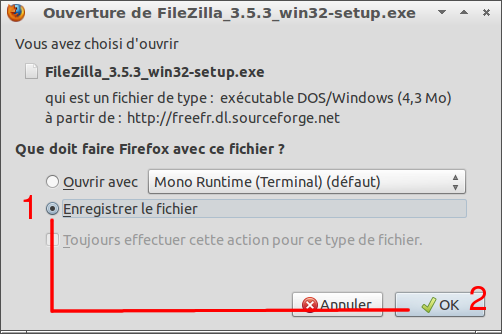 Ouverture de FileZilla_3.5.3_win32-setup.exe
Vous avez choisi d'ouvrir
FileZilla_3.5.3_win32-setup.exe
qui est un fichier de type : exécutable DOS/Windows (4,3 Mo)
à partir de : http://freefr.dl.sourceforge.net
Que doit faire Firefox avec ce fichier ?
Ouvrir avec Mono Runtime (Terminal) (défaut)
1 Enregistrer le fichier
Toujours effectuer cette action pour ce type de fichier.
Annuler OK 2